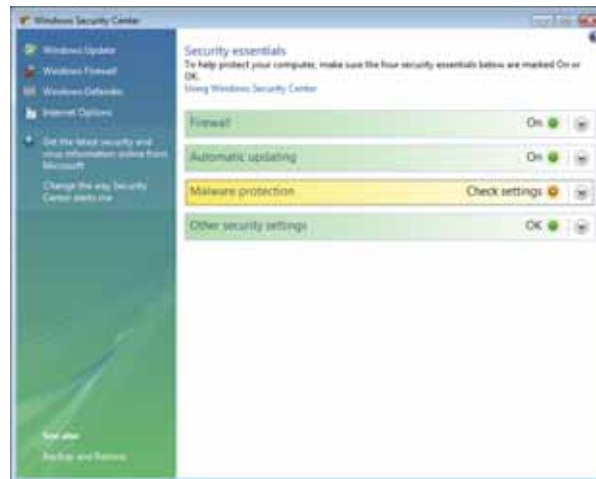 Windows Security Center
Windows Update
Windows Firewall
Windows Defender
Internet Options
Get the latest security and
virus information online from
Microsoft
Change the way Security
Center alerts me
See also
Backup and Restore
Security essentials
To help protect your computer, make sure the four security essentials below are marked On or
OK.
Using Windows Security Center
Firewall On
Automatic updating On
Malware protection Check settings
Other security settings OK